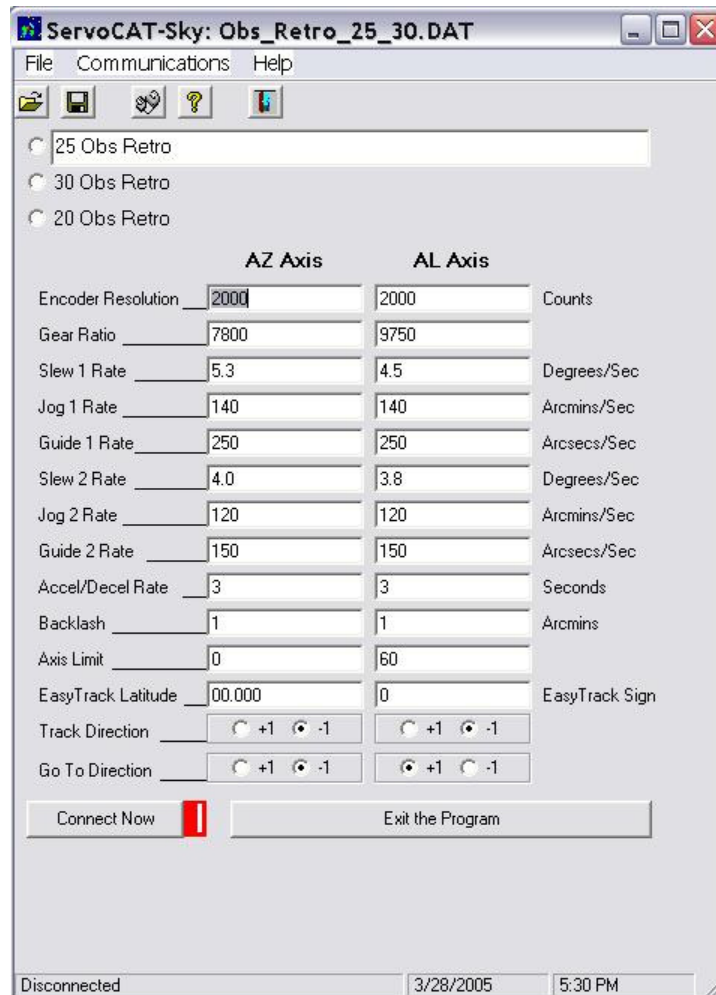 ServoCAT-Sky: Obs_Retro_25_30.DAT
File Communications Help
25 Obs Retro
30 Obs Retro
20 Obs Retro
AZ Axis AL Axis
Encoder Resolution 2000 2000 Counts
Gear Ratio 7800 9750
Slew 1 Rate 5.3 4.5 Degrees/Sec
Jog 1 Rate 140 140 Arcmins/Sec
Guide 1 Rate 250 250 Arcsecs/Sec
Slew 2 Rate 4.0 3.8 Degrees/Sec
Jog 2 Rate 120 120 Arcmins/Sec
Guide 2 Rate 150 150 Arcsecs/Sec
Accel/Decel Rate 3 3 Seconds
Backlash 1 1 Arcmins
Axis Limit 0 60
EasyTrack Latitude 00.000 0 EasyTrack Sign
Track Direction +1 -1 +1 -1
Go To Direction +1 -1 +1 -1
Connect Now Exit the Program
Disconnected 3/28/2005 5:30 PM